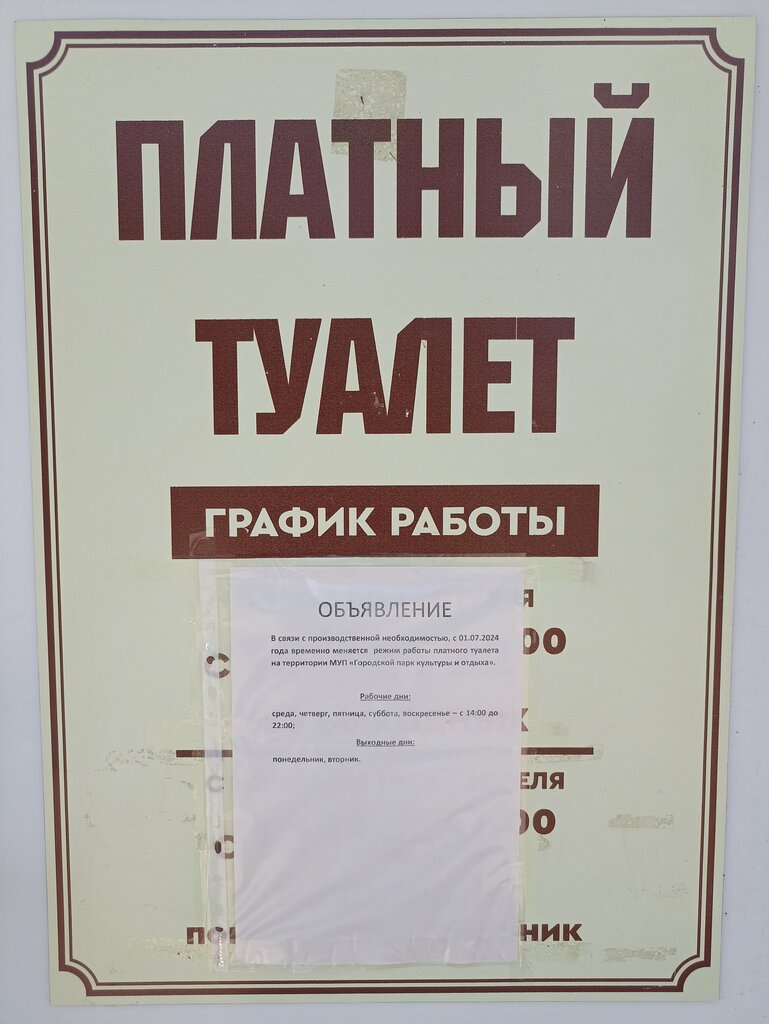 ПЛАТНЫЙ
ТУАЛЕТ
ГРАФИК РАБОТЫ
ОБЪЯВЛЕНИЕ
В связи с производственной необходимостью, с 01.07.2024
года временно меняется режим работы платного туалета
на территории МУП «Городской парк культуры и отдыха».
Рабочие дни:
среда, четверг, пятница, суббота, воскресенье – с 14:00 до
22:00;
Выходные дни:
понедельник, вторник.